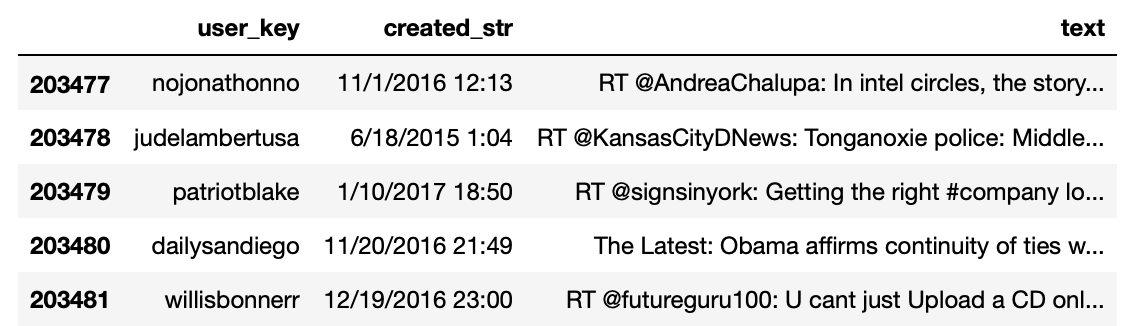 user_key created_str text
203477 nojonathonno 11/1/2016 12:13 RT @AndreaChalupa: In intel circles, the story...
203478 judelambertusa 6/18/2015 1:04 RT @KansasCityDNews: Tonganoxie police: Middle...
203479 patriotblake 1/10/2017 18:50 RT @signsinyork: Getting the right #company lo...
203480 dailysandiego 11/20/2016 21:49 The Latest: Obama affirms continuity of ties w...
203481 willisbonnerr 12/19/2016 23:00 RT @futureguru100: U cant just Upload a CD onl...